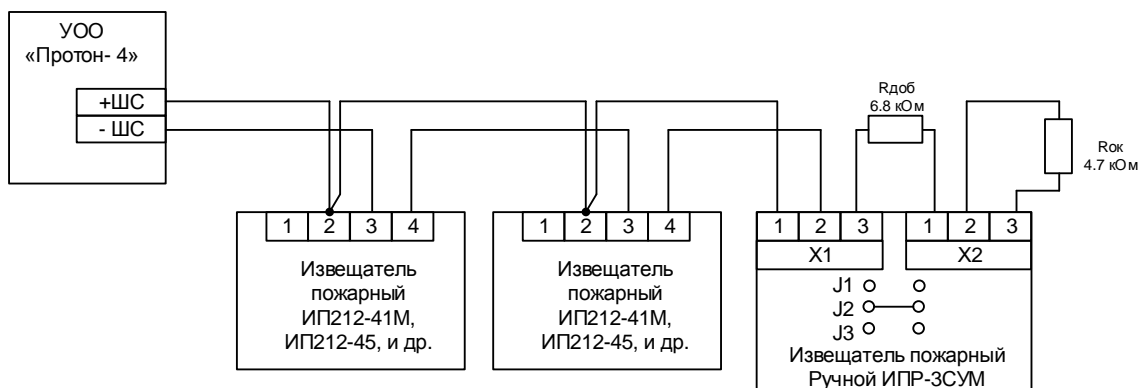 УОО
«Протон- 4»
+ШС
- ШС
Rдоб
6.8 кОм
Rок
4.7 кОм
1 2 3 4
Извещатель
пожарный
ИП212-41М,
ИП212-45, и др.
1 2 3 4
Извещатель
пожарный
ИП212-41М,
ИП212-45, и др.
1 2 3 1 2 3
X1 X2
J1
J2
J3
Извещатель пожарный
Ручной ИПР-3СУМ